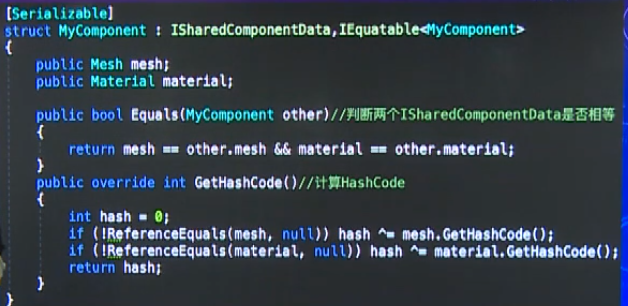 [Serializable]
struct MyComponent : ISharedComponentData,IEquatable<MyComponent>
{
public Mesh mesh;
public Material material;
public bool Equals(MyComponent other)//判断两个ISharedComponentData是否相等
{
return mesh == other.mesh && material == other.material;
}
public override int GetHashCode()//计算HashCode
{
int hash = 0;
if (!ReferenceEquals(mesh, null)) hash ^= mesh.GetHashCode();
if (!ReferenceEquals(material, null)) hash ^= material.GetHashCode();
return hash;
}
}